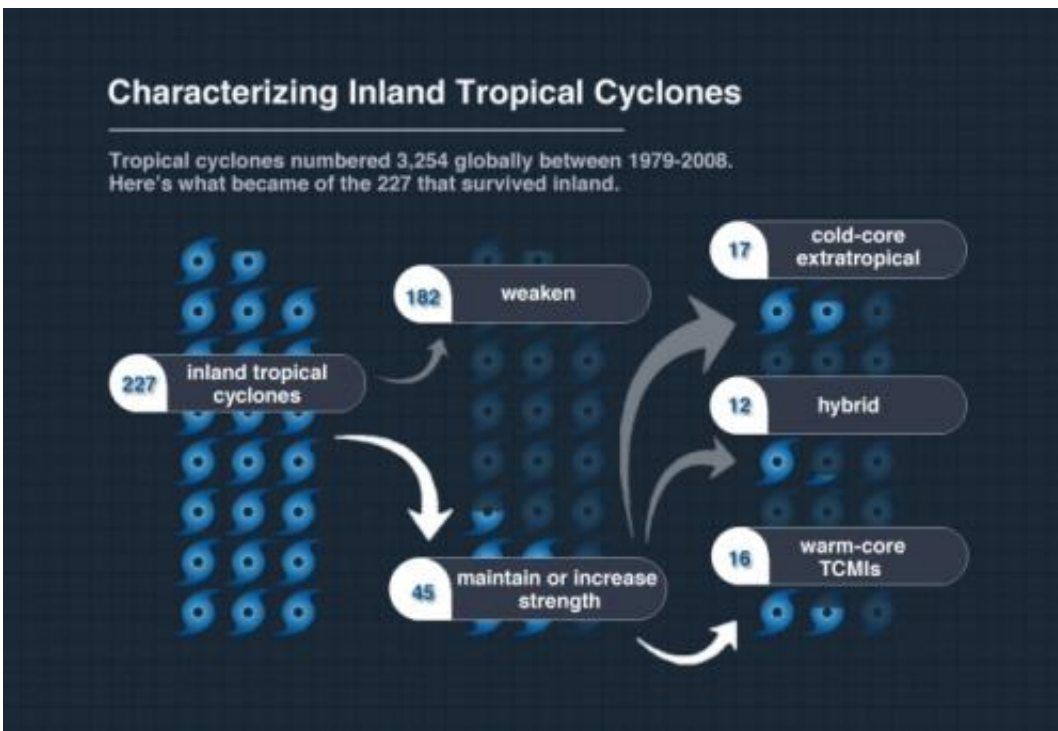 Characterizing Inland Tropical Cyclones
Tropical cyclones numbered 3,254 globally between 1979-2008.
Here's what became of the 227 that survived inland.
227
inland tropical
cyclones
182
weaken
45
maintain or increase
strength
17
cold-core
extratropical
12
hybrid
16
warm-core
TCMIs